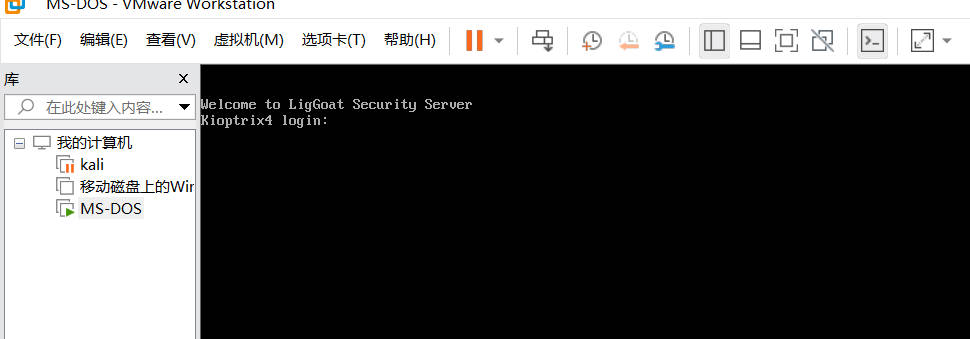 MS-DOS - VMware Workstation
文件(F) 编辑(E) 查看(V) 虚拟机(M) 选项卡(T) 帮助(H)
库
在此处键入内容...
我的计算机
kali
移动磁盘上的Win
MS-DOS
Welcome to LigGoat Security Server
Kioptrix4 login: